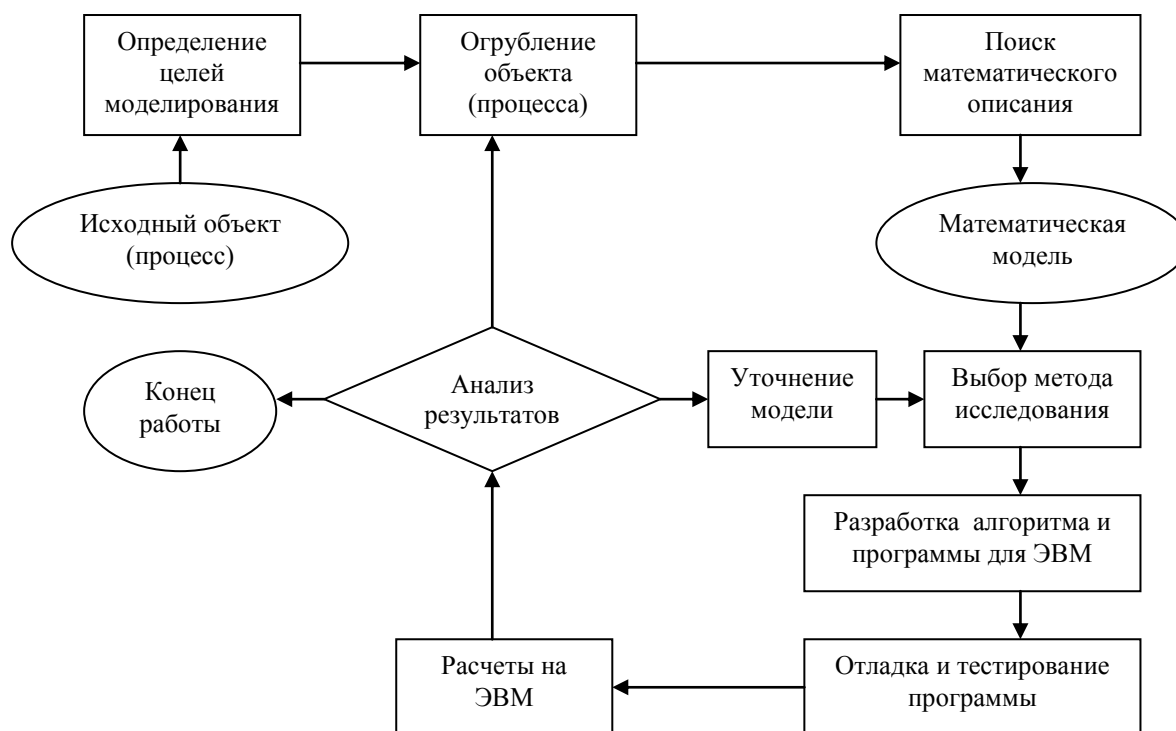 Определение
целей
моделирования
Огрубление
объекта
(процесса)
Поиск
математического
описания
Исходный объект
(процесс)
Математическая
модель
Конец
работы
Анализ
результатов
Уточнение
модели
Выбор метода
исследования
Разработка алгоритма и
программы для ЭВМ
Расчеты на
ЭВМ
Отладка и тестирование
программы